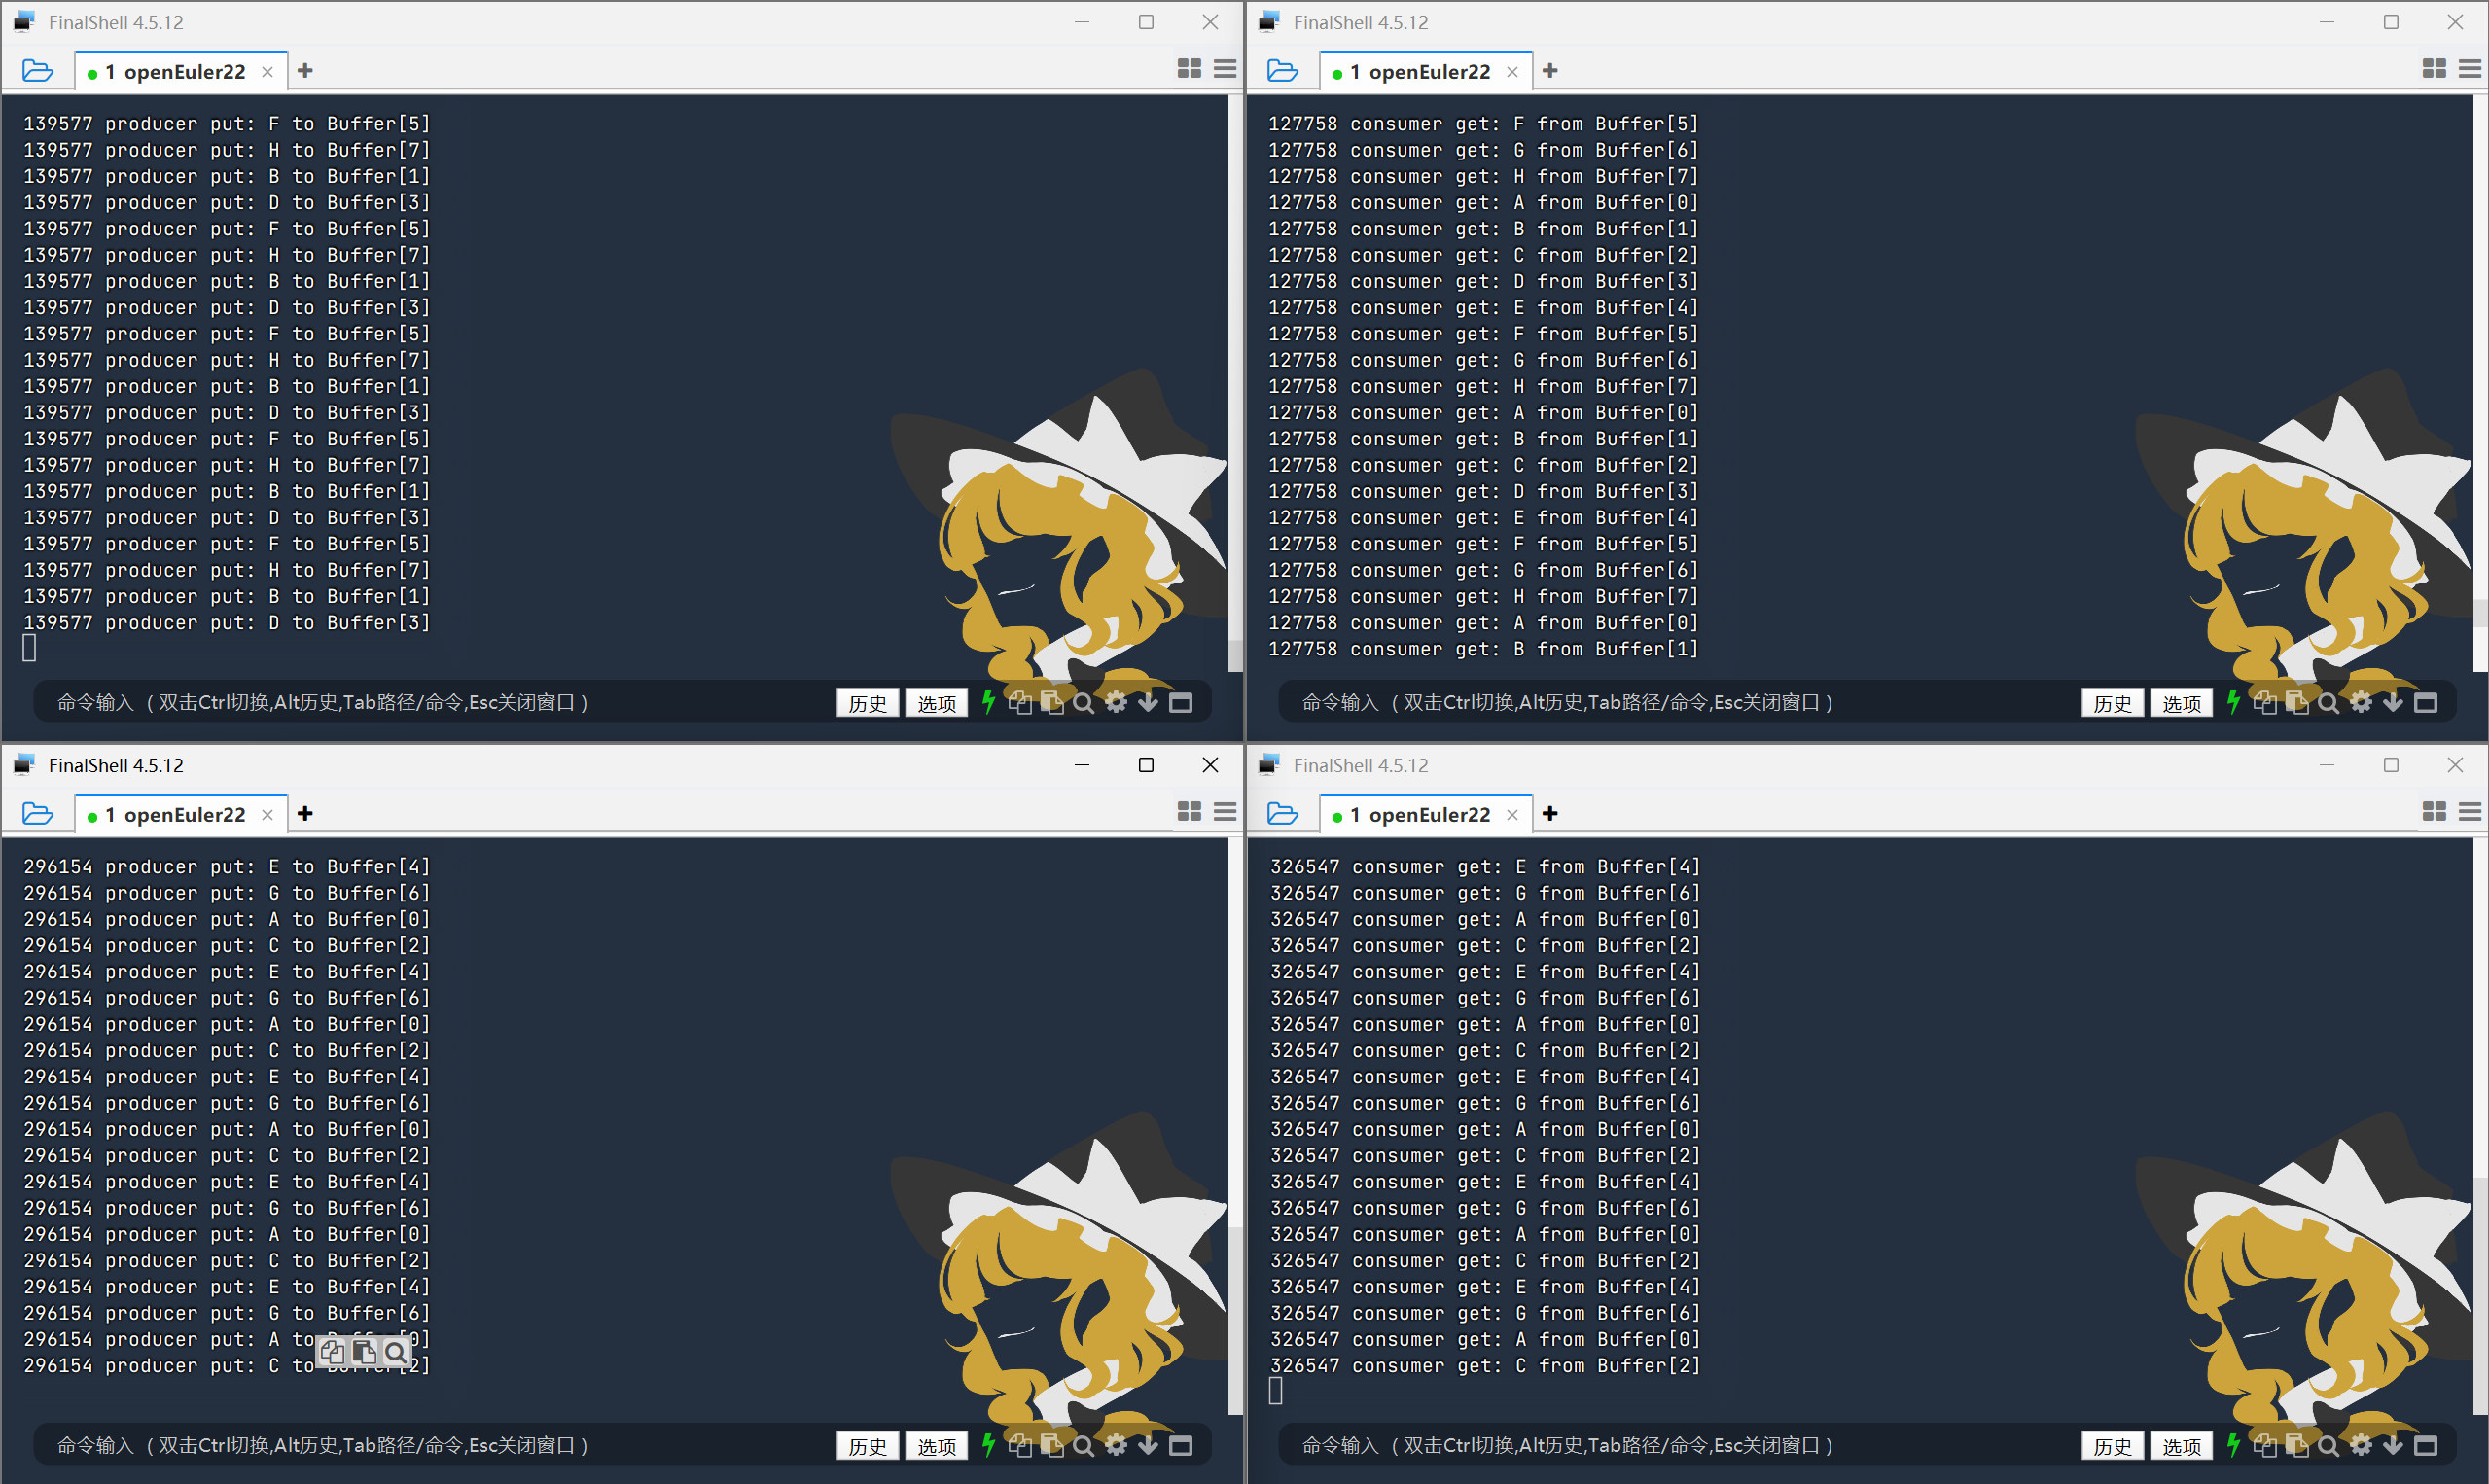 FinalShell 4.5.12
1 openEuler22
139577 producer put: F to Buffer[5]
139577 producer put: H to Buffer[7]
139577 producer put: B to Buffer[1]
139577 producer put: D to Buffer[3]
139577 producer put: F to Buffer[5]
139577 producer put: H to Buffer[7]
139577 producer put: B to Buffer[1]
139577 producer put: D to Buffer[3]
139577 producer put: F to Buffer[5]
139577 producer put: H to Buffer[7]
139577 producer put: B to Buffer[1]
139577 producer put: D to Buffer[3]
139577 producer put: F to Buffer[5]
139577 producer put: H to Buffer[7]
139577 producer put: B to Buffer[1]
139577 producer put: D to Buffer[3]
139577 producer put: F to Buffer[5]
139577 producer put: H to Buffer[7]
139577 producer put: B to Buffer[1]
139577 producer put: D to Buffer[3]
命令输入 (双击Ctrl切换,Alt历史,Tab路径/命令,Esc关闭窗口) 历史 选项
FinalShell 4.5.12
1 openEuler22
127758 consumer get: F from Buffer[5]
127758 consumer get: G from Buffer[6]
127758 consumer get: H from Buffer[7]
127758 consumer get: A from Buffer[0]
127758 consumer get: B from Buffer[1]
127758 consumer get: C from Buffer[2]
127758 consumer get: D from Buffer[3]
127758 consumer get: E from Buffer[4]
127758 consumer get: F from Buffer[5]
127758 consumer get: G from Buffer[6]
127758 consumer get: H from Buffer[7]
127758 consumer get: A from Buffer[0]
127758 consumer get: B from Buffer[1]
127758 consumer get: C from Buffer[2]
127758 consumer get: D from Buffer[3]
127758 consumer get: E from Buffer[4]
127758 consumer get: F from Buffer[5]
127758 consumer get: G from Buffer[6]
127758 consumer get: H from Buffer[7]
127758 consumer get: A from Buffer[0]
127758 consumer get: B from Buffer[1]
命令输入 (双击Ctrl切换,Alt历史,Tab路径/命令,Esc关闭窗口) 历史 选项
FinalShell 4.5.12
1 openEuler22
296154 producer put: E to Buffer[4]
296154 producer put: G to Buffer[6]
296154 producer put: A to Buffer[0]
296154 producer put: C to Buffer[2]
296154 producer put: E to Buffer[4]
296154 producer put: G to Buffer[6]
296154 producer put: A to Buffer[0]
296154 producer put: C to Buffer[2]
296154 producer put: E to Buffer[4]
296154 producer put: G to Buffer[6]
296154 producer put: A to Buffer[0]
296154 producer put: C to Buffer[2]
296154 producer put: E to Buffer[4]
296154 producer put: G to Buffer[6]
296154 producer put: A to Buffer[0]
296154 producer put: C to Buffer[2]
296154 producer put: E to Buffer[4]
296154 producer put: G to Buffer[6]
296154 producer put: A to Buffer[0]
296154 producer put: C to Buffer[2]
命令输入 (双击Ctrl切换,Alt历史,Tab路径/命令,Esc关闭窗口) 历史 选项
FinalShell 4.5.12
1 openEuler22
326547 consumer get: E from Buffer[4]
326547 consumer get: G from Buffer[6]
326547 consumer get: A from Buffer[0]
326547 consumer get: C from Buffer[2]
326547 consumer get: E from Buffer[4]
326547 consumer get: G from Buffer[6]
326547 consumer get: A from Buffer[0]
326547 consumer get: C from Buffer[2]
326547 consumer get: E from Buffer[4]
326547 consumer get: G from Buffer[6]
326547 consumer get: A from Buffer[0]
326547 consumer get: C from Buffer[2]
326547 consumer get: E from Buffer[4]
326547 consumer get: G from Buffer[6]
326547 consumer get: A from Buffer[0]
326547 consumer get: C from Buffer[2]
326547 consumer get: E from Buffer[4]
326547 consumer get: G from Buffer[6]
326547 consumer get: A from Buffer[0]
326547 consumer get: C from Buffer[2]
命令输入 (双击Ctrl切换,Alt历史,Tab路径/命令,Esc关闭窗口) 历史 选项